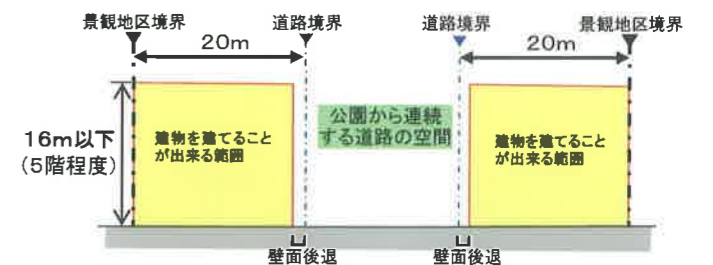 景観地区境界
道路境界
道路境界
景観地区境界
20m
20m
16m以下
(5階程度)
建物を建てること
が出来る範囲
公園から連続
する道路の空間
建物を建てること
が出来る範囲
壁面後退
壁面後退